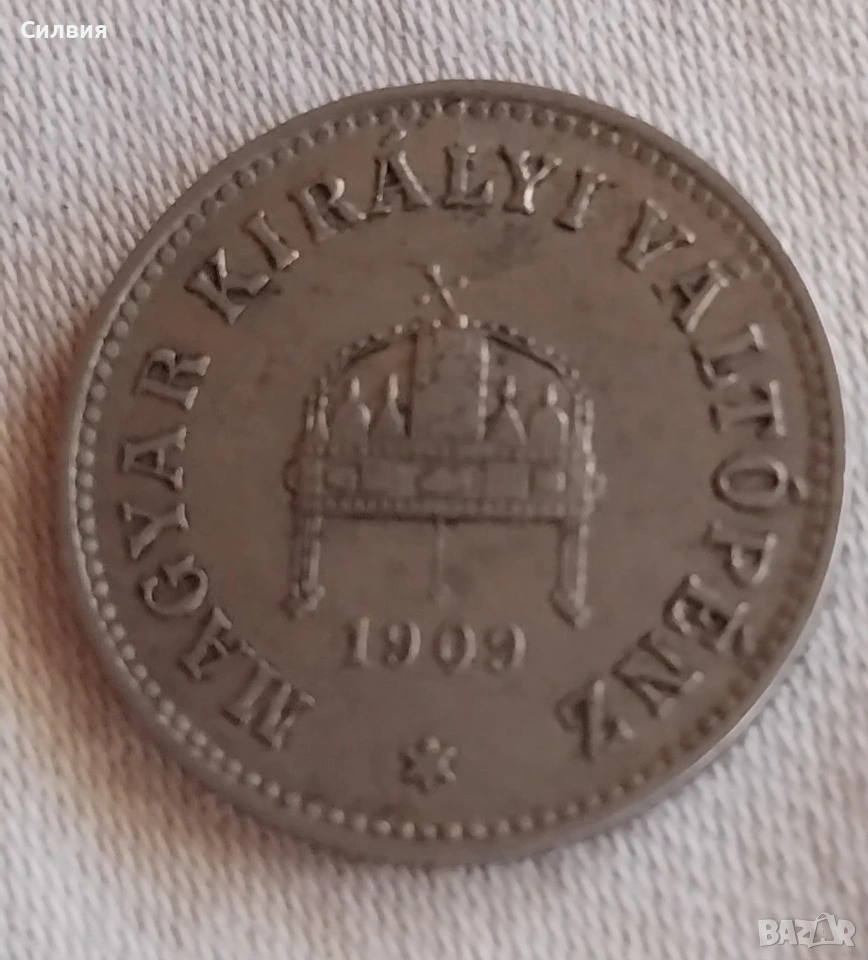 Силвия
MAGYAR KIRÁLYI VÁLTÓPÉNZ
1909
BAZAR